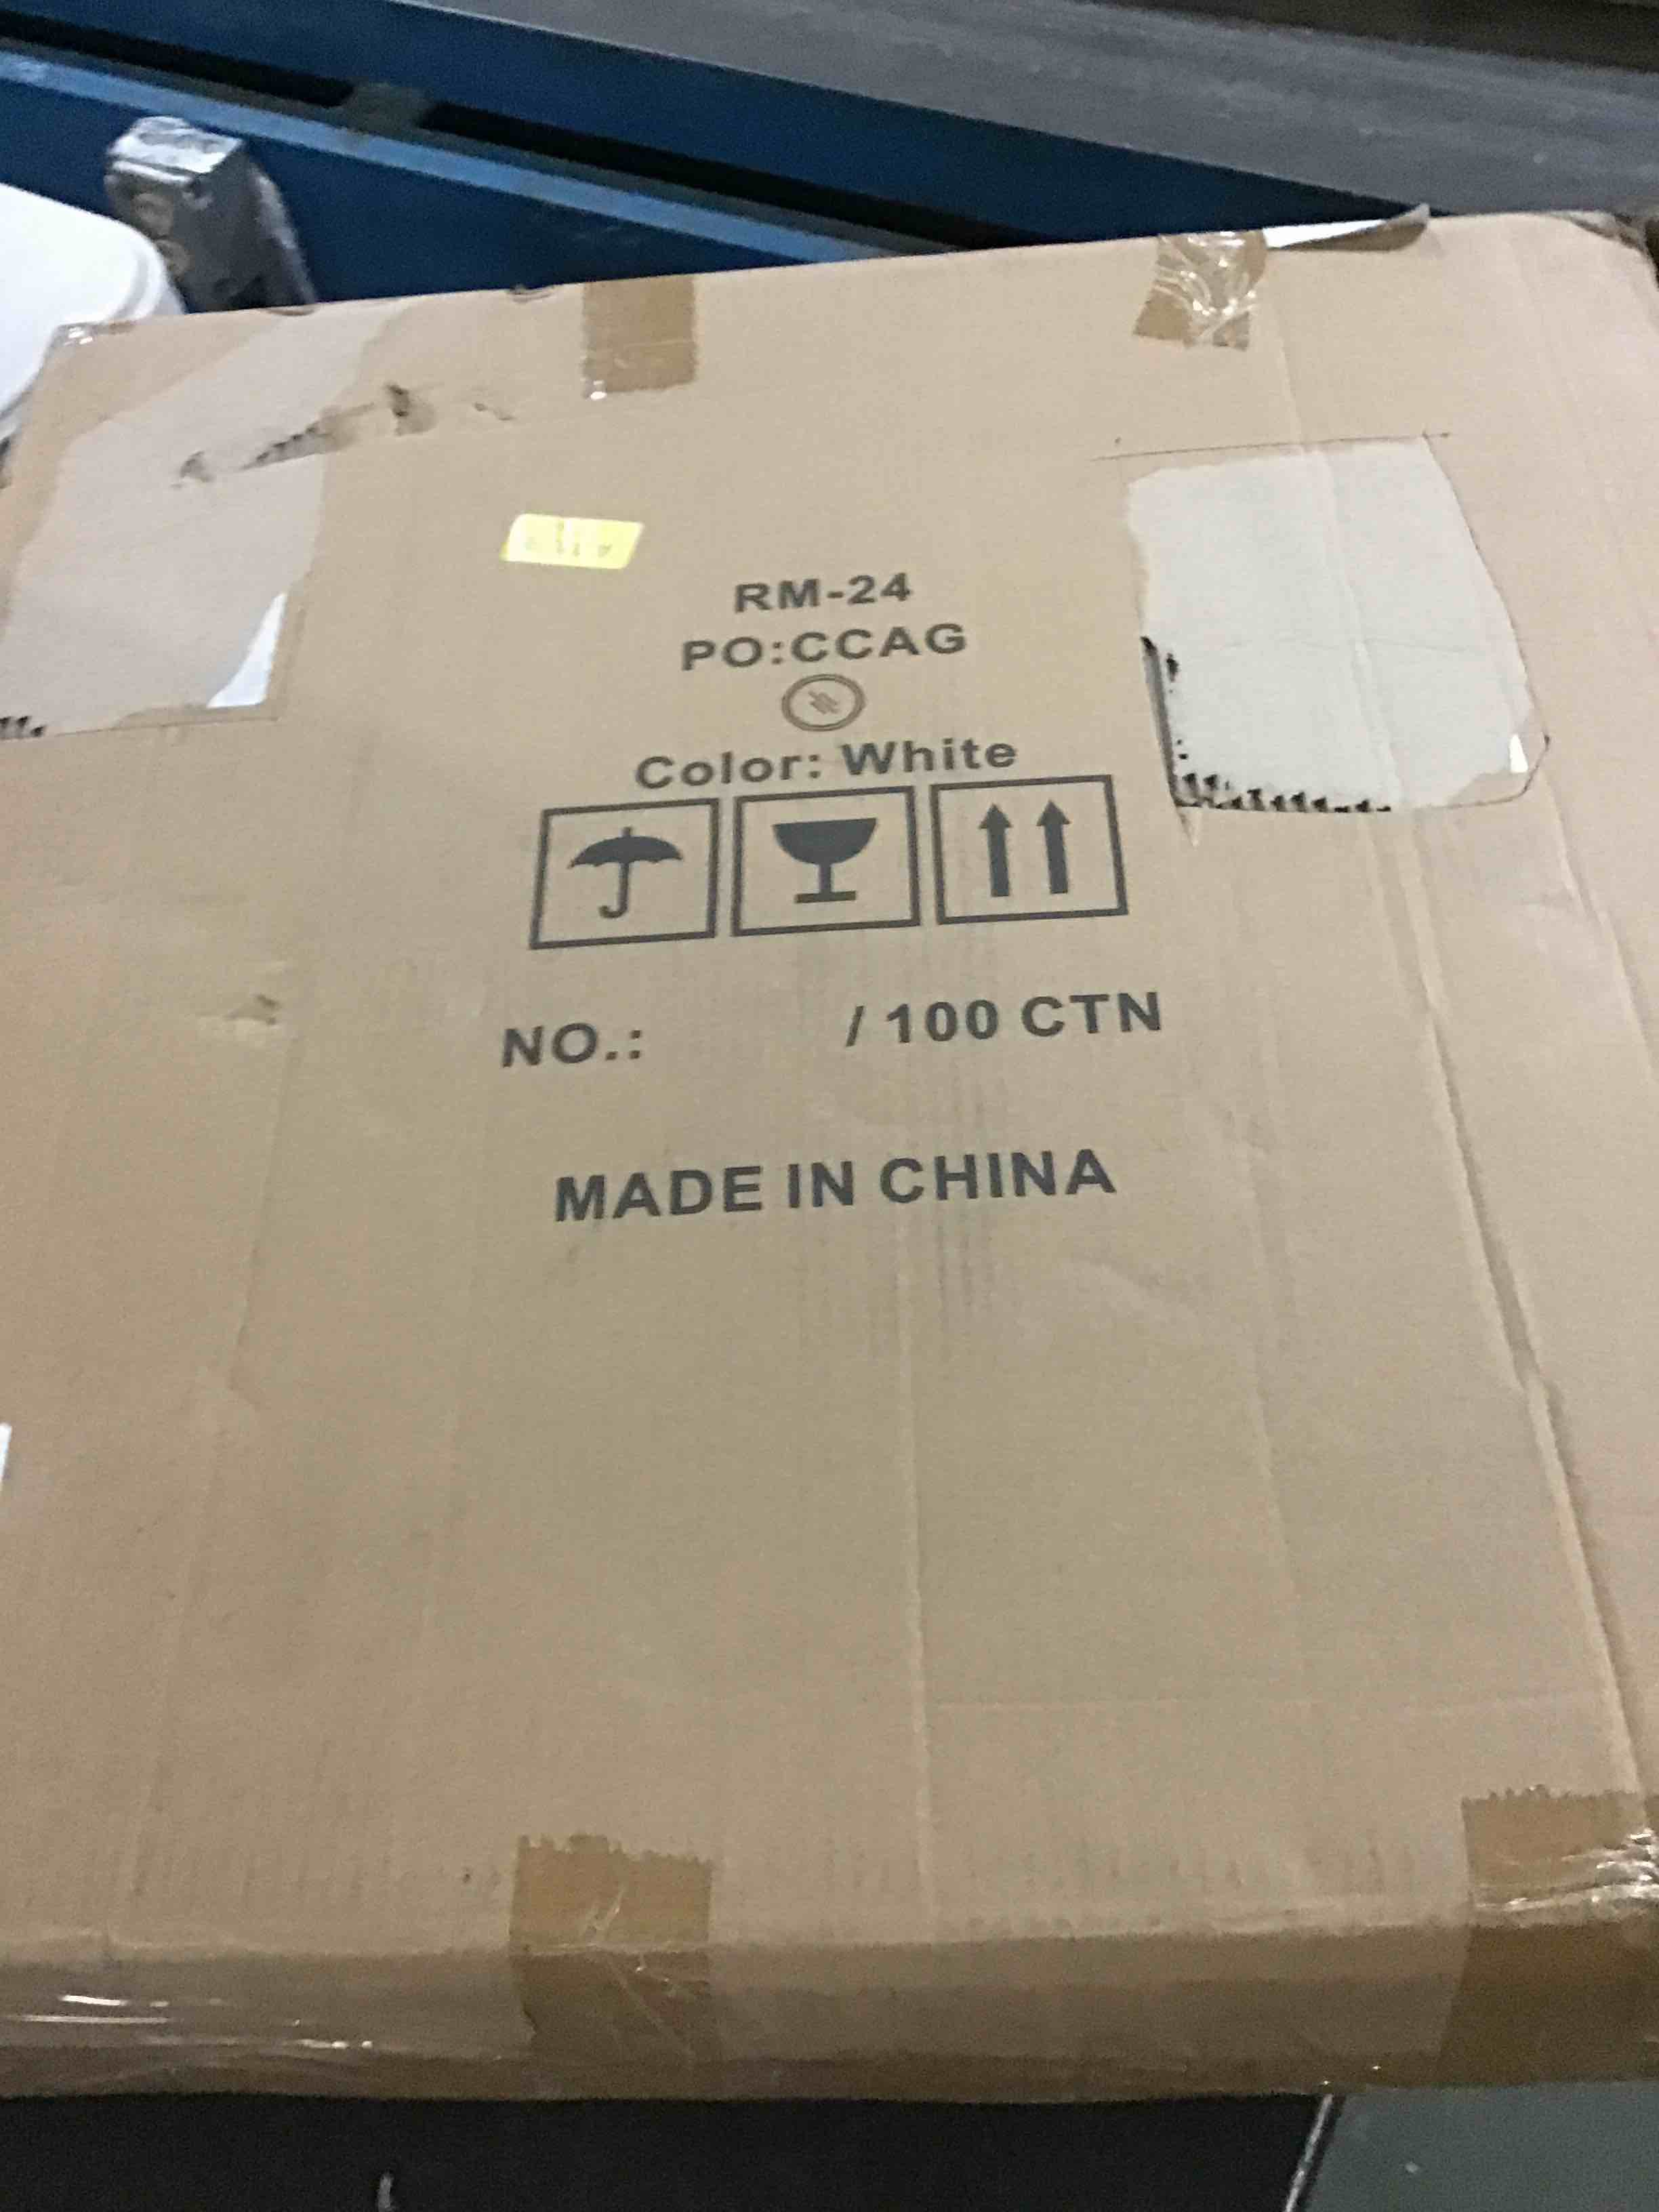 RM-24
PO:CCAG
Color: White
NO.: / 100 CTN
MADE IN CHINA